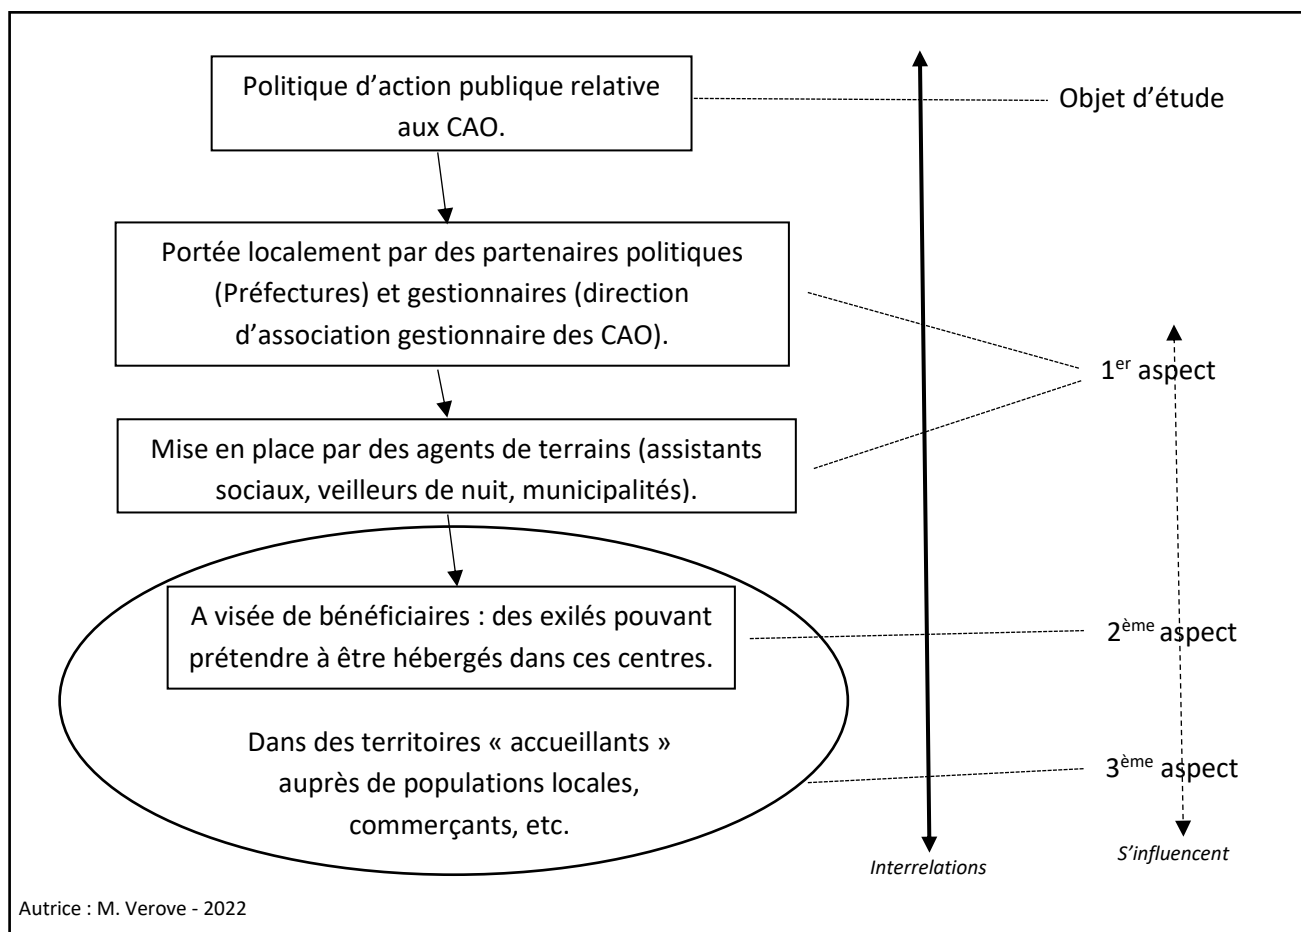 Politique d’action publique relative
aux CAO.
Objet d’étude
Portée localement par des partenaires politiques
(Préfectures) et gestionnaires (direction
d’association gestionnaire des CAO).
1er aspect
Mise en place par des agents de terrains (assistants
sociaux, veilleurs de nuit, municipalités).
A visée de bénéficiaires : des exilés pouvant
prétendre à être hébergés dans ces centres.
2ème aspect
Dans des territoires « accueillants »
auprès de populations locales,
commerçants, etc.
3ème aspect
Interrelations
S’influencent
Autrice : M. Verove - 2022